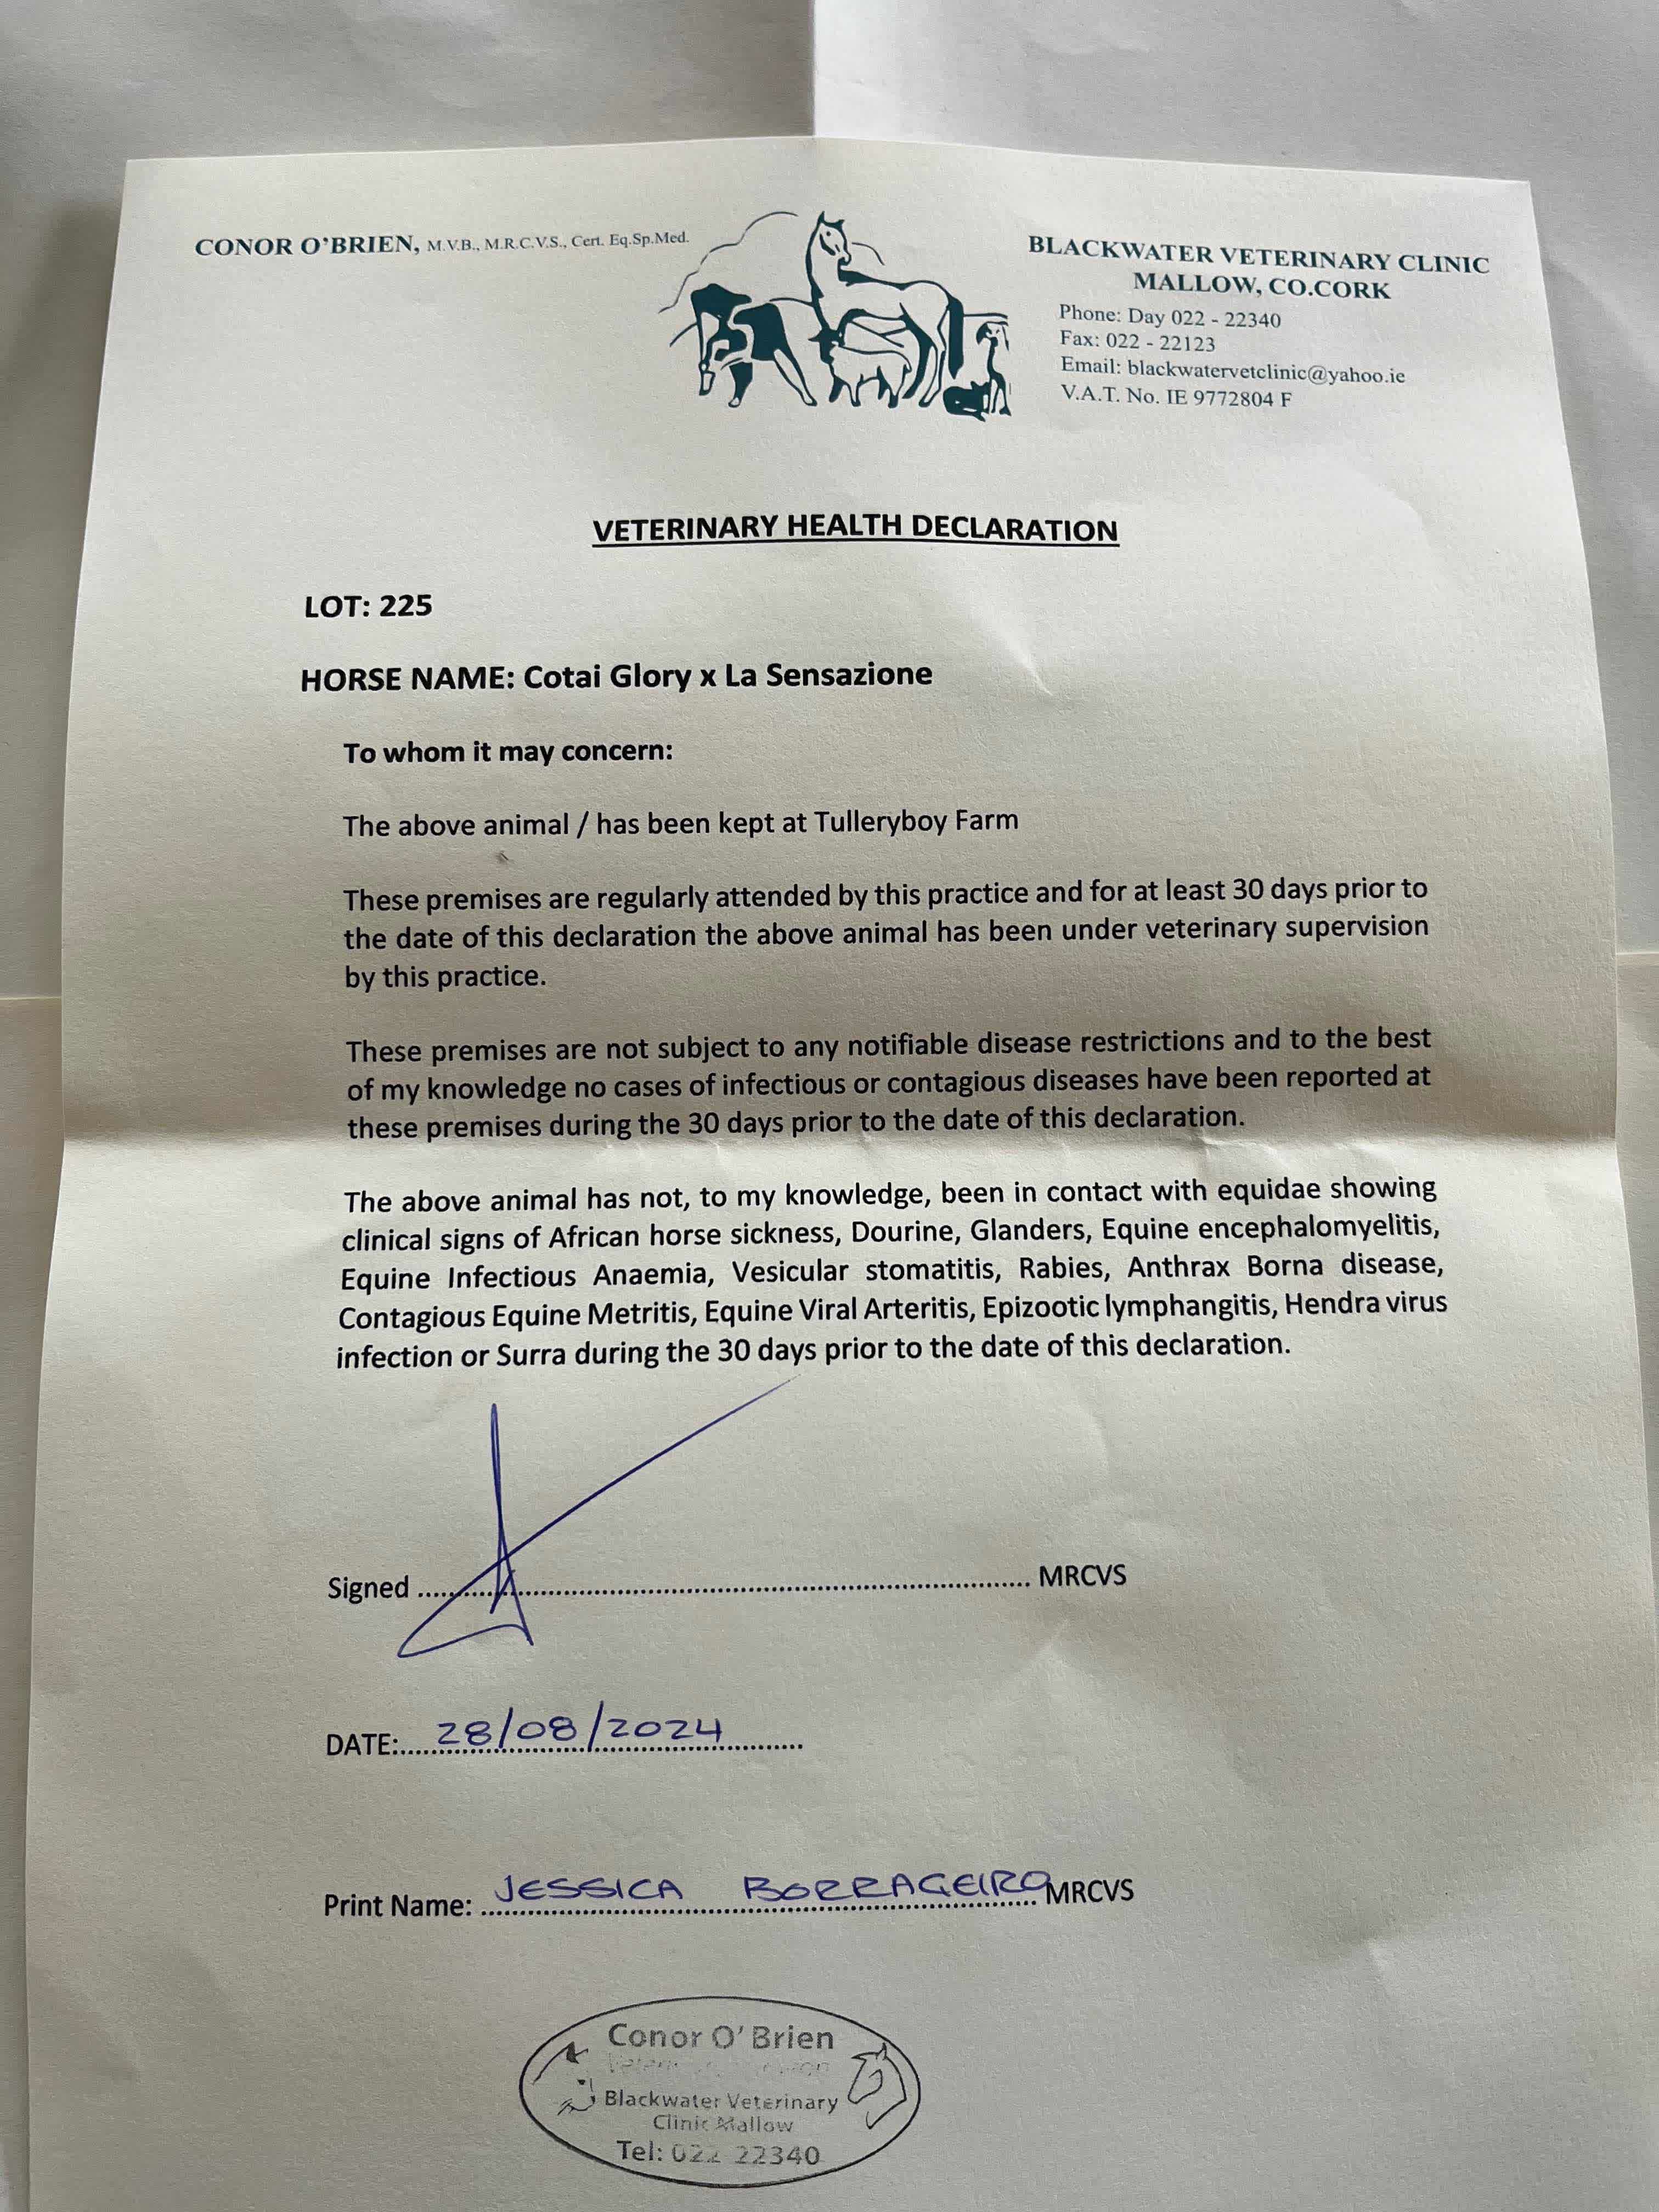 CONOR O'BRIEN, M.V.B., M.R.C.V.S., Cert. Eq.Sp.Med.
BLACKWATER VETERINARY CLINIC
MALLOW, CO.CORK
Phone: Day 022 - 22340
Fax: 022 - 22123
Email: blackwatervetclinic@yahoo.ie
V.A.T. No. IE 9772804 F
VETERINARY HEALTH DECLARATION
LOT: 225
HORSE NAME: Cotai Glory x La Sensazione
To whom it may concern:
The above animal / has been kept at Tulleryboy Farm
These premises are regularly attended by this practice and for at least 30 days prior to
the date of this declaration the above animal has been under veterinary supervision
by this practice.
These premises are not subject to any notifiable disease restrictions and to the best
of my knowledge no cases of infectious or contagious diseases have been reported at
these premises during the 30 days prior to the date of this declaration.
The above animal has not, to my knowledge, been in contact with equidae showing
clinical signs of African horse sickness, Dourine, Glanders, Equine encephalomyelitis,
Equine Infectious Anaemia, Vesicular stomatitis, Rabies, Anthrax Borna disease,
Contagious Equine Metritis, Equine Viral Arteritis, Epizootic lymphangitis, Hendra virus
infection or Surra during the 30 days prior to the date of this declaration.
Signed MRCVS
DATE: 28/08/2024
Print Name: JESSICA BORRAGEIRO MRCVS
Conor O'Brien
Blackwater Veterinary
Clinic Mallow
Tel: 022 22340